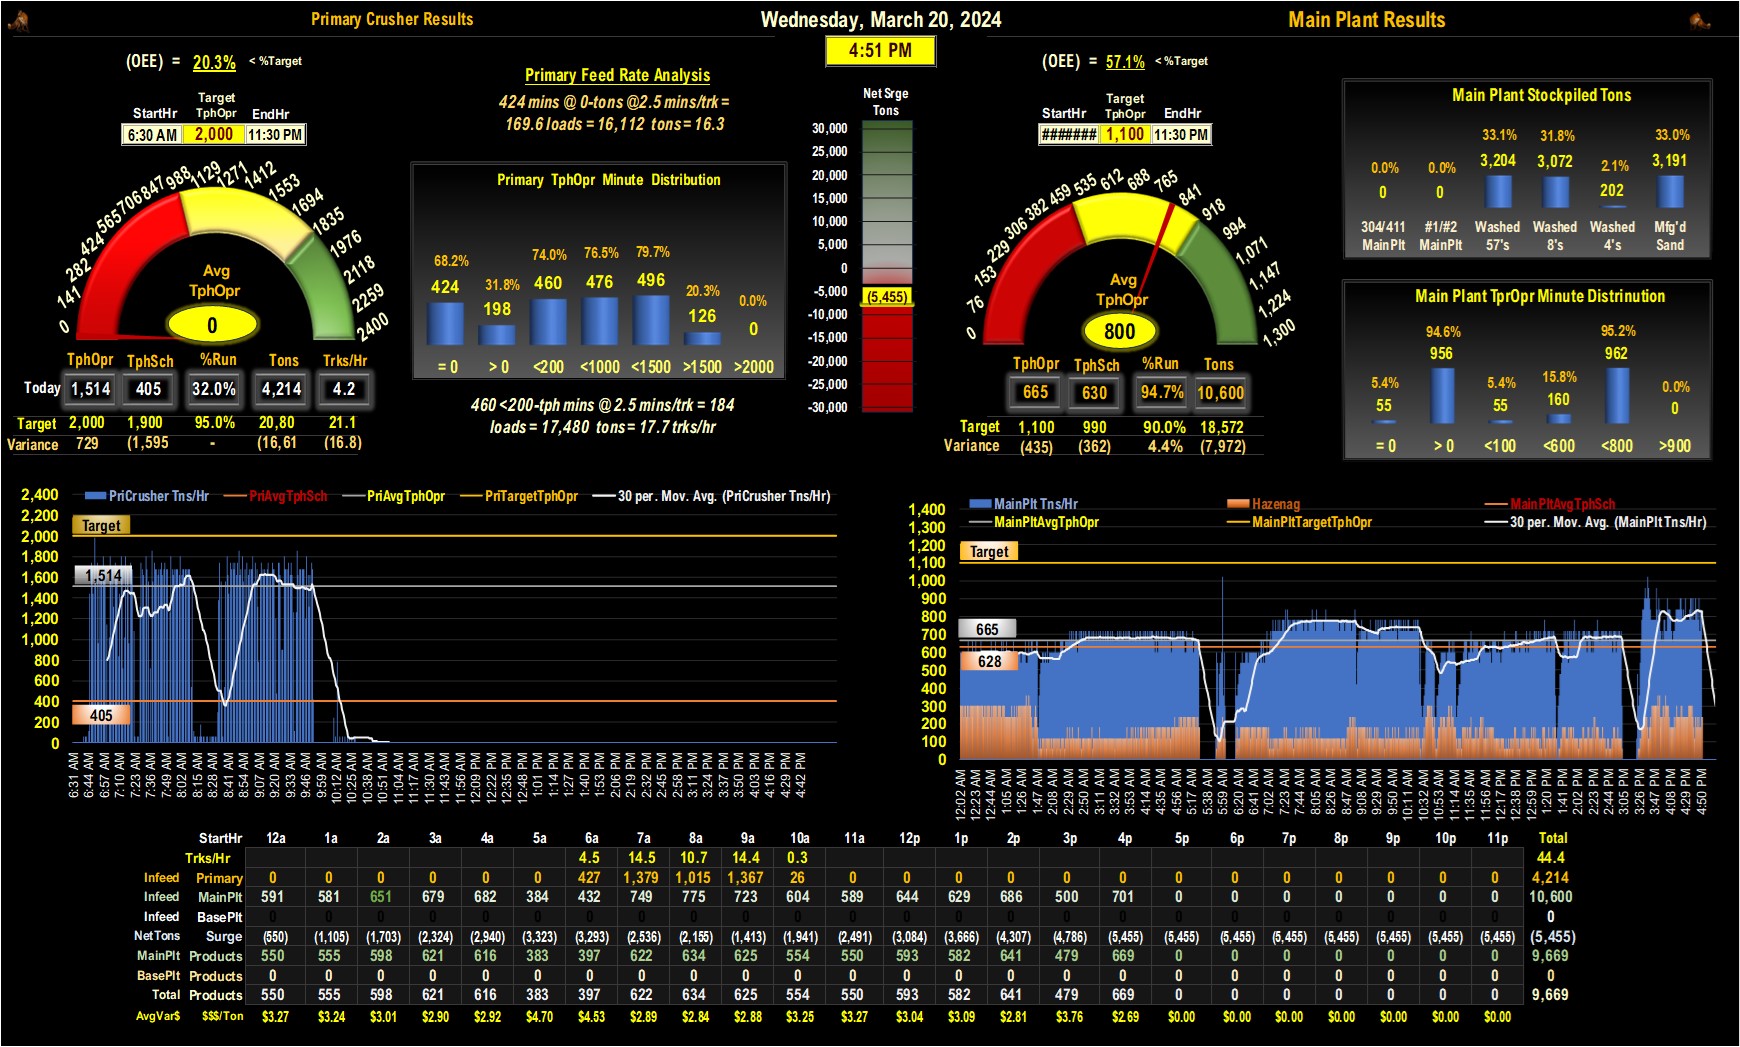 Primary Crusher Results
Wednesday, March 20, 2024
Main Plant Results
4:51 PM
(OEE) = 20.3% < %Target
StartHr Target TphOpr EndHr
6:30 AM 2,000 11:30 PM
0 141 282 424 565 706 847 988 1129 1271 1412 1553 1694 1835 1976 2118 2259 2400
Avg
TphOpr
0
TphOpr TphSch %Run Tons Trks/Hr
Today 1,514 405 32.0% 4,214 4.2
Target 2,000 1,900 95.0% 20,80 21.1
Variance 729 (1,595 - (16,61 (16.8)
Primary Feed Rate Analysis
424 mins @ 0-tons @2.5 mins/trk =
169.6 loads = 16,112 tons = 16.3
Primary TphOpr Minute Distribution
68.2% 31.8% 74.0% 76.5% 79.7% 20.3% 0.0%
424 198 460 476 496 126 0
= 0 > 0 <200 <1000 <1500 >1500 >2000
460 <200-tph mins @ 2.5 mins/trk = 184
loads = 17,480 tons = 17.7 trks/hr
Net Srge
Tons
30,000
25,000
20,000
15,000
10,000
5,000
0
-5,000
(5,455)
-10,000
-15,000
-20,000
-25,000
-30,000
(OEE) = 57.1% < %Target
StartHr Target TphOpr EndHr
####### 1,100 11:30 PM
0 76 153 229 306 382 459 535 612 688 765 841 918 994 1,071 1,147 1,224 1,300
Avg
TphOpr
800
TphOpr TphSch %Run Tons
665 630 94.7% 10,600
Target 1,100 990 90.0% 18,572
Variance (435) (362) 4.4% (7,972)
Main Plant Stockpiled Tons
0.0% 0.0% 33.1% 31.8% 2.1% 33.0%
0 0 3,204 3,072 202 3,191
304/411 #1/#2 Washed Washed Washed Mfg'd
MainPlt MainPlt 57's 8's 4's Sand
Main Plant TprOpr Minute Distrinution
5.4% 94.6% 5.4% 15.8% 95.2% 0.0%
55 956 55 160 962 0
= 0 > 0 <100 <600 <800 >900
PriCrusher Tns/Hr PriAvgTphSch PriAvgTphOpr PriTargetTphOpr 30 per. Mov. Avg. (PriCrusher Tns/Hr)
2,400
2,200
2,000
1,800
1,600
1,400
1,200
1,000
800
600
400
200
0
Target
1,514
405
6:31 AM 6:44 AM 6:57 AM 7:10 AM 7:23 AM 7:36 AM 7:49 AM 8:02 AM 8:15 AM 8:28 AM 8:41 AM 8:54 AM 9:07 AM 9:20 AM 9:33 AM 9:46 AM 9:59 AM 10:12 AM 10:25 AM 10:38 AM 10:51 AM 11:04 AM 11:17 AM 11:30 AM 11:43 AM 11:56 AM 12:09 PM 12:22 PM 12:35 PM 12:48 PM 1:01 PM 1:14 PM 1:27 PM 1:40 PM 1:53 PM 2:06 PM 2:19 PM 2:32 PM 2:45 PM 2:58 PM 3:11 PM 3:24 PM 3:37 PM 3:50 PM 4:03 PM 4:16 PM 4:29 PM 4:42 PM
MainPlt Tns/Hr Hazenag MainPltAvgTphSch
MainPltAvgTphOpr MainPltTargetTphOpr 30 per. Mov. Avg. (MainPlt Tns/Hr)
1,400
1,300
1,200
1,100
1,000
900
800
700
600
500
400
300
200
100
0
Target
665
628
12:02 AM 12:23 AM 12:44 AM 1:05 AM 1:26 AM 1:47 AM 2:08 AM 2:29 AM 2:50 AM 3:11 AM 3:32 AM 3:53 AM 4:14 AM 4:35 AM 4:56 AM 5:17 AM 5:38 AM 5:59 AM 6:20 AM 6:41 AM 7:02 AM 7:23 AM 7:44 AM 8:05 AM 8:26 AM 8:47 AM 9:08 AM 9:29 AM 9:50 AM 10:11 AM 10:32 AM 10:53 AM 11:14 AM 11:35 AM 11:56 AM 12:17 PM 12:38 PM 12:59 PM 1:20 PM 1:41 PM 2:02 PM 2:23 PM 2:44 PM 3:05 PM 3:26 PM 3:47 PM 4:08 PM 4:29 PM 4:50 PM
StartHr 12a 1a 2a 3a 4a 5a 6a 7a 8a 9a 10a 11a 12p 1p 2p 3p 4p 5p 6p 7p 8p 9p 10p 11p Total
Trks/Hr 4.5 14.5 10.7 14.4 0.3 44.4
Infeed Primary 0 0 0 0 0 0 427 1,379 1,015 1,367 26 0 0 0 0 0 0 0 0 0 0 0 0 0 4,214
Infeed MainPlt 591 581 651 679 682 384 432 749 775 723 604 589 644 629 686 500 701 0 0 0 0 0 0 0 10,600
Infeed BasePlt 0 0 0 0 0 0 0 0 0 0 0 0 0 0 0 0 0 0 0 0 0 0 0 0 0
NetTons Surge (550) (1,105) (1,703) (2,324) (2,940) (3,323) (3,293) (2,536) (2,155) (1,413) (1,941) (2,491) (3,084) (3,666) (4,307) (4,786) (5,455) (5,455) (5,455) (5,455) (5,455) (5,455) (5,455) (5,455) (5,455)
MainPlt Products 550 555 598 621 616 383 397 622 634 625 554 550 593 582 641 479 669 0 0 0 0 0 0 0 9,669
BasePlt Products 0 0 0 0 0 0 0 0 0 0 0 0 0 0 0 0 0 0 0 0 0 0 0 0 0
Total Products 550 555 598 621 616 383 397 622 634 625 554 550 593 582 641 479 669 0 0 0 0 0 0 0 9,669
AvgVar$ $$$/Ton $3.27 $3.24 $3.01 $2.90 $2.92 $4.70 $4.53 $2.89 $2.84 $2.88 $3.25 $3.27 $3.04 $3.09 $2.81 $3.76 $2.69 $0.00 $0.00 $0.00 $0.00 $0.00 $0.00 $0.00